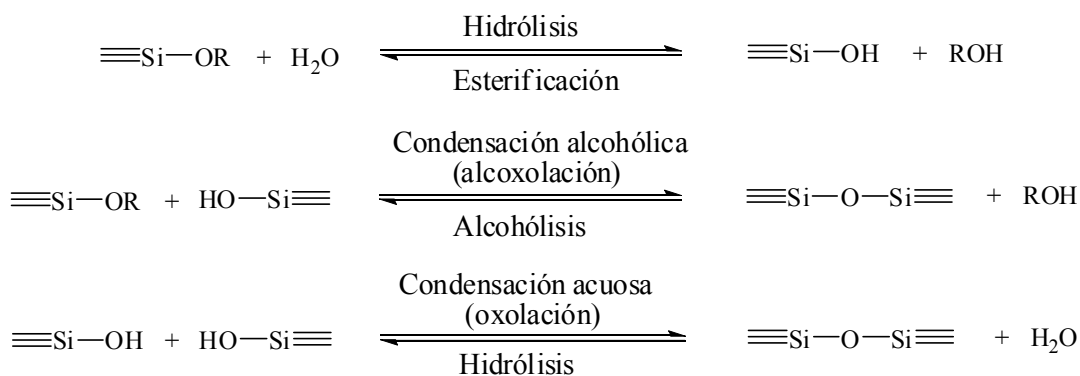 Hidrólisis
≡Si—OR + H₂O ⇌ ≡Si—OH + ROH
Esterificación
Condensación alcohólica
(alcoxolación)
≡Si—OR + HO—Si≡ ⇌ ≡Si—O—Si≡ + ROH
Alcohólisis
Condensación acuosa
(oxolación)
≡Si—OH + HO—Si≡ ⇌ ≡Si—O—Si≡ + H₂O
Hidrólisis